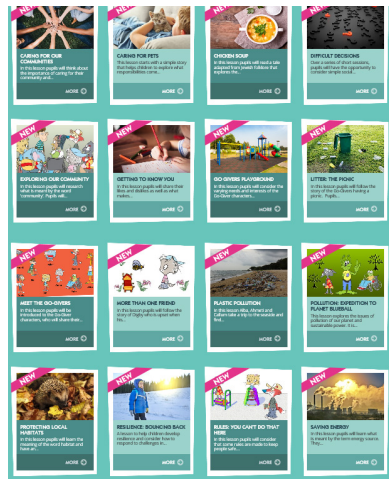 NEW
CARING FOR OUR
COMMUNITIES
In this lesson pupils will think about
the importance of caring for their
community and...
MORE
NEW
CARING FOR PETS
This lesson starts with a simple story
that helps children to explore what
responsibilities come...
MORE
NEW
CHICKEN SOUP
In this lesson pupils will read a tale
adapted from Jewish folklore that
explores the...
MORE
NEW
DIFFICULT DECISIONS
Over a series of short sessions,
pupils will have the opportunity to
consider simple social...
MORE
NEW
EXPLORING OUR COMMUNITY
In this lesson pupils will research
what is meant by the word
'community'. Pupils will...
MORE
NEW
GETTING TO KNOW YOU
In this lesson pupils will share their
likes and dislikes as well as what
makes...
MORE
NEW
GO GIVERS PLAYGROUND
In this lesson pupils will consider the
varying needs and interests of the
Go-Giver characters...
MORE
NEW
LITTER: THE PICNIC
In this lesson pupils will follow the
story of the Go-Givers having a
picnic. Pupils...
MORE
NEW
MEET THE GO-GIVERS
In this lesson pupils will be
introduced to the Go-Giver
characters, who will share their...
MORE
NEW
MORE THAN ONE FRIEND
In this lesson pupils will follow the
story of Digby who is upset when
his...
MORE
NEW
PLASTIC POLLUTION
In this lesson Alika, Ahmed and
Callum take a trip to the seaside and
find...
MORE
NEW
POLLUTION: EXPEDITION TO
PLANET BLUEBALL
This lesson explores the issues of
pollution of our planet and
sustainable power. It is...
MORE
NEW
PROTECTING LOCAL
HABITATS
In this lesson pupils will learn the
meaning of the word habitat and
have an...
MORE
NEW
RESILIENCE: BOUNCING BACK
A lesson to help children develop
resilience and consider how to
respond to challenges in...
MORE
NEW
RULES: YOU CAN'T DO THAT
HERE
In this lesson pupils will consider
that some rules are made to keep
people safe...
MORE
NEW
SAVING ENERGY
In this lesson pupils will learn what
is meant by the term energy source.
They...
MORE